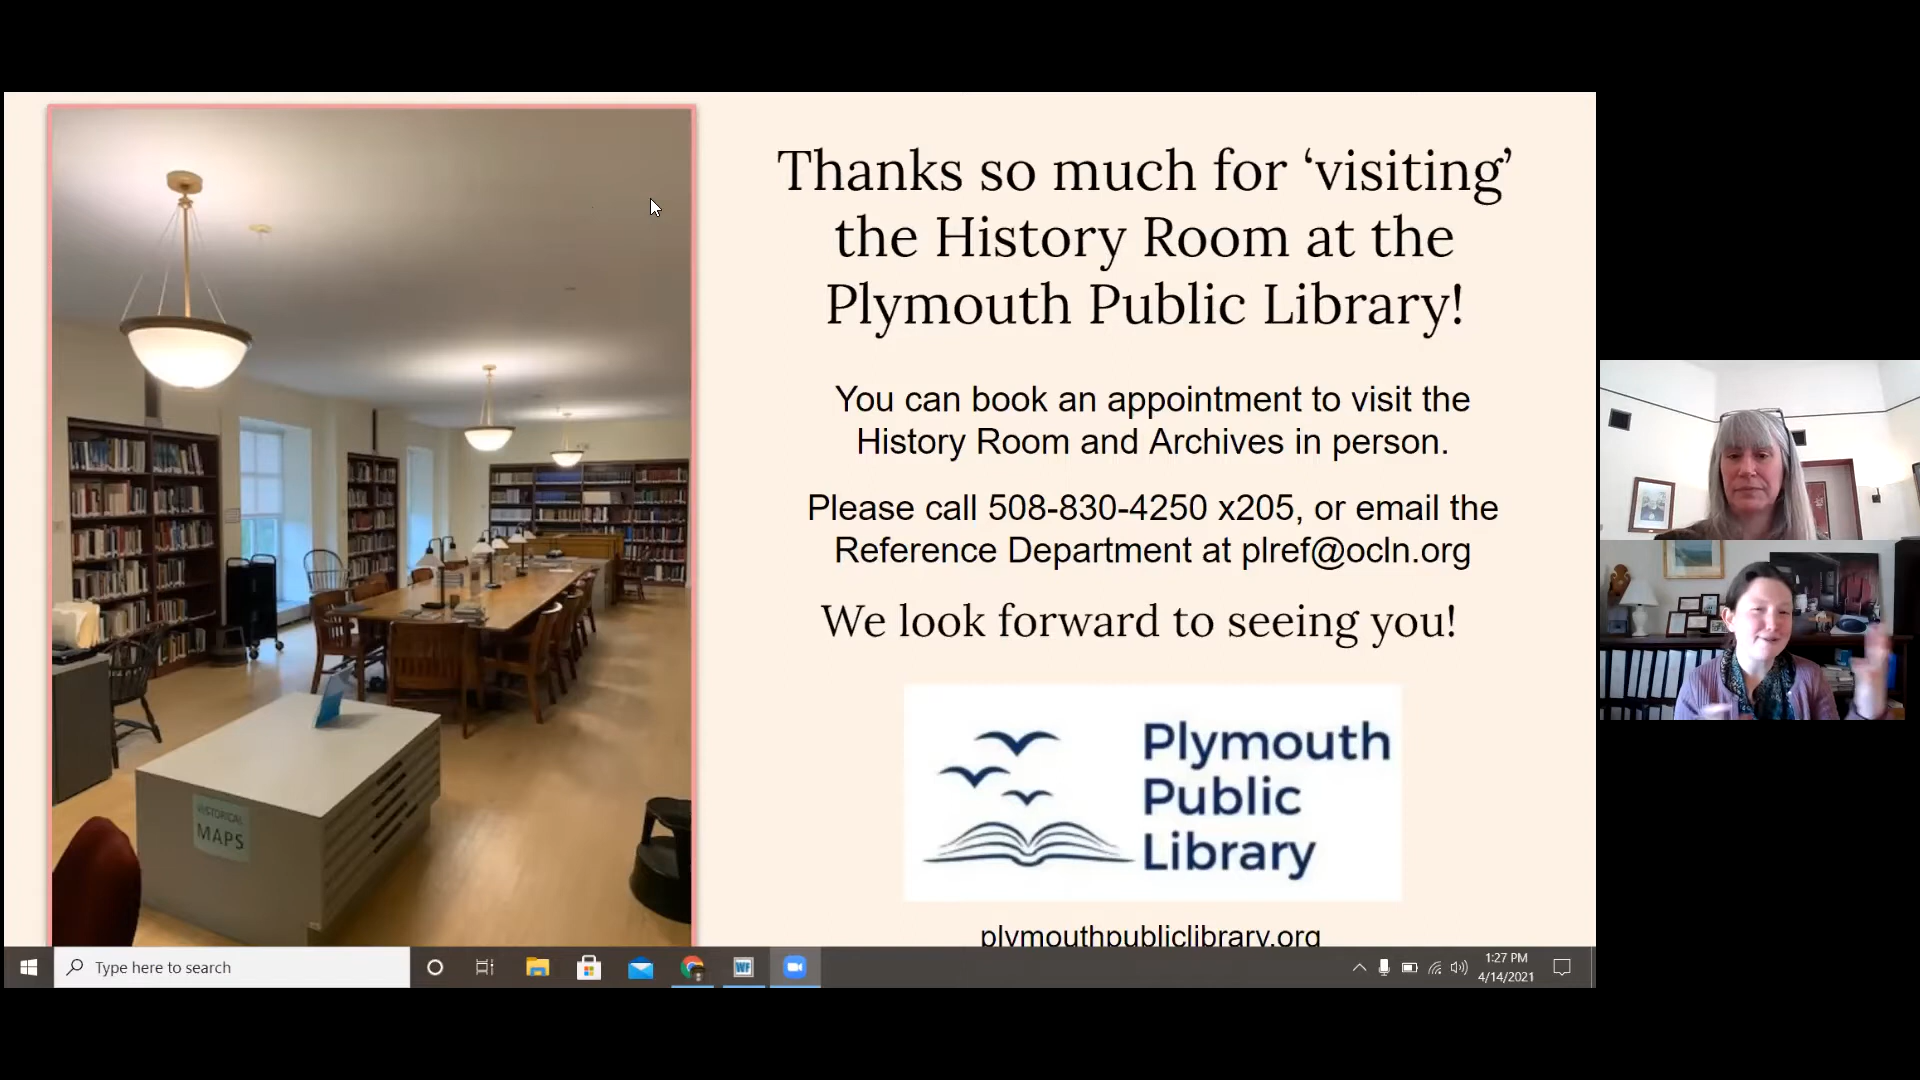 Thanks so much for ‘visiting’
the History Room at the
Plymouth Public Library!
You can book an appointment to visit the
History Room and Archives in person.
Please call 508-830-4250 x205, or email the
Reference Department at plref@ocln.org
We look forward to seeing you!
Plymouth
Public
Library
plymouthpubliclibrary.org
HISTORICAL
MAPS
Type here to search
WF
1:27 PM
4/14/2021